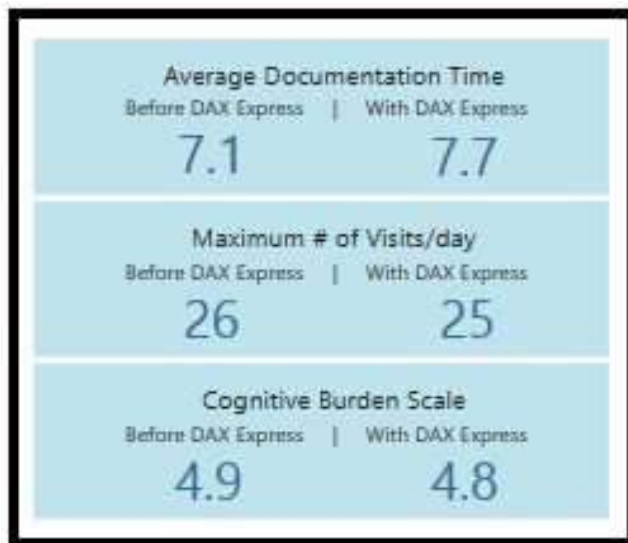 Average Documentation Time
Before DAX Express | With DAX Express
7.1 7.7
Maximum # of Visits/day
Before DAX Express | With DAX Express
26 25
Cognitive Burden Scale
Before DAX Express | With DAX Express
4.9 4.8